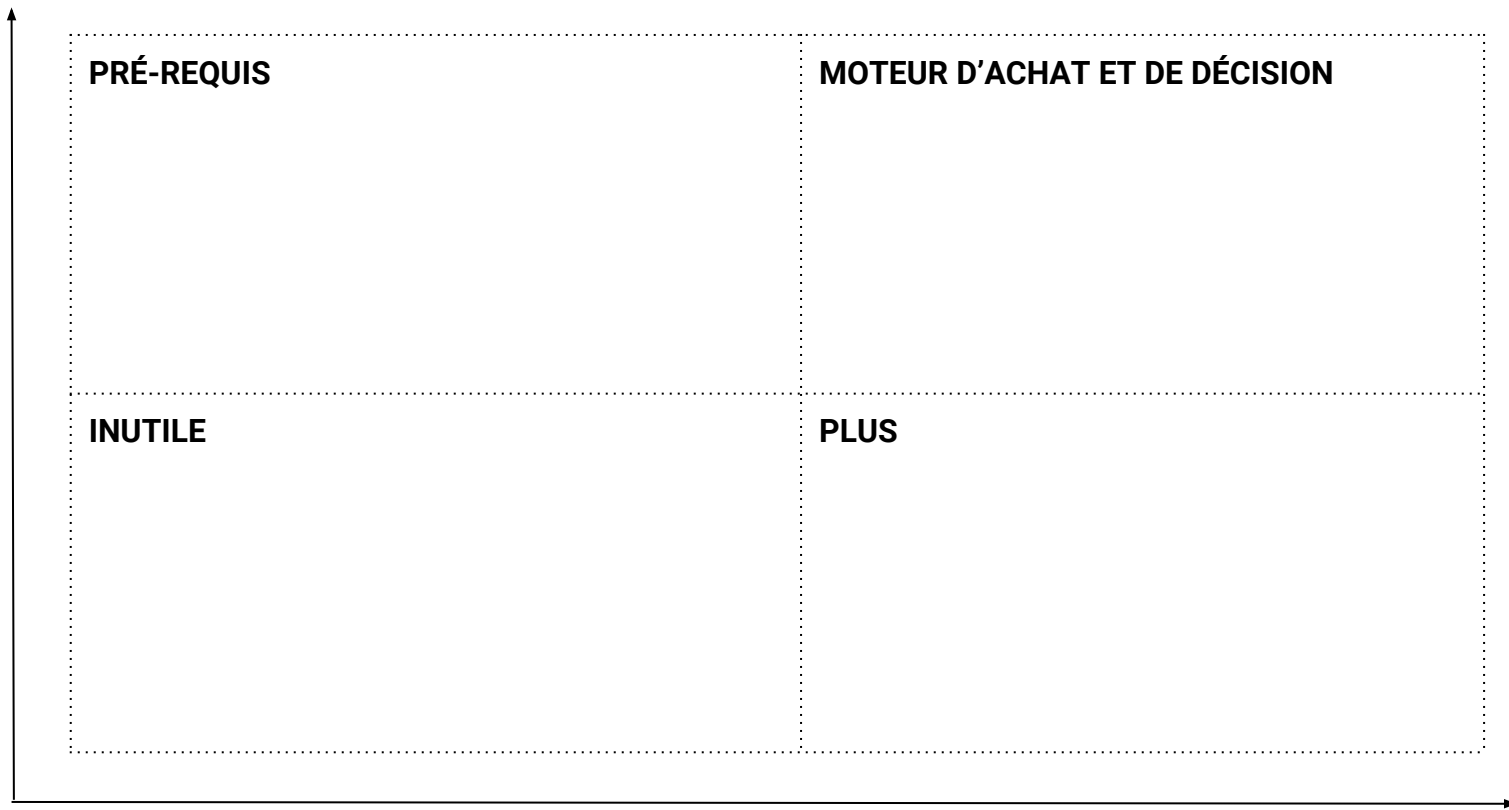 PRÉ-REQUIS
MOTEUR D’ACHAT ET DE DÉCISION
INUTILE
PLUS